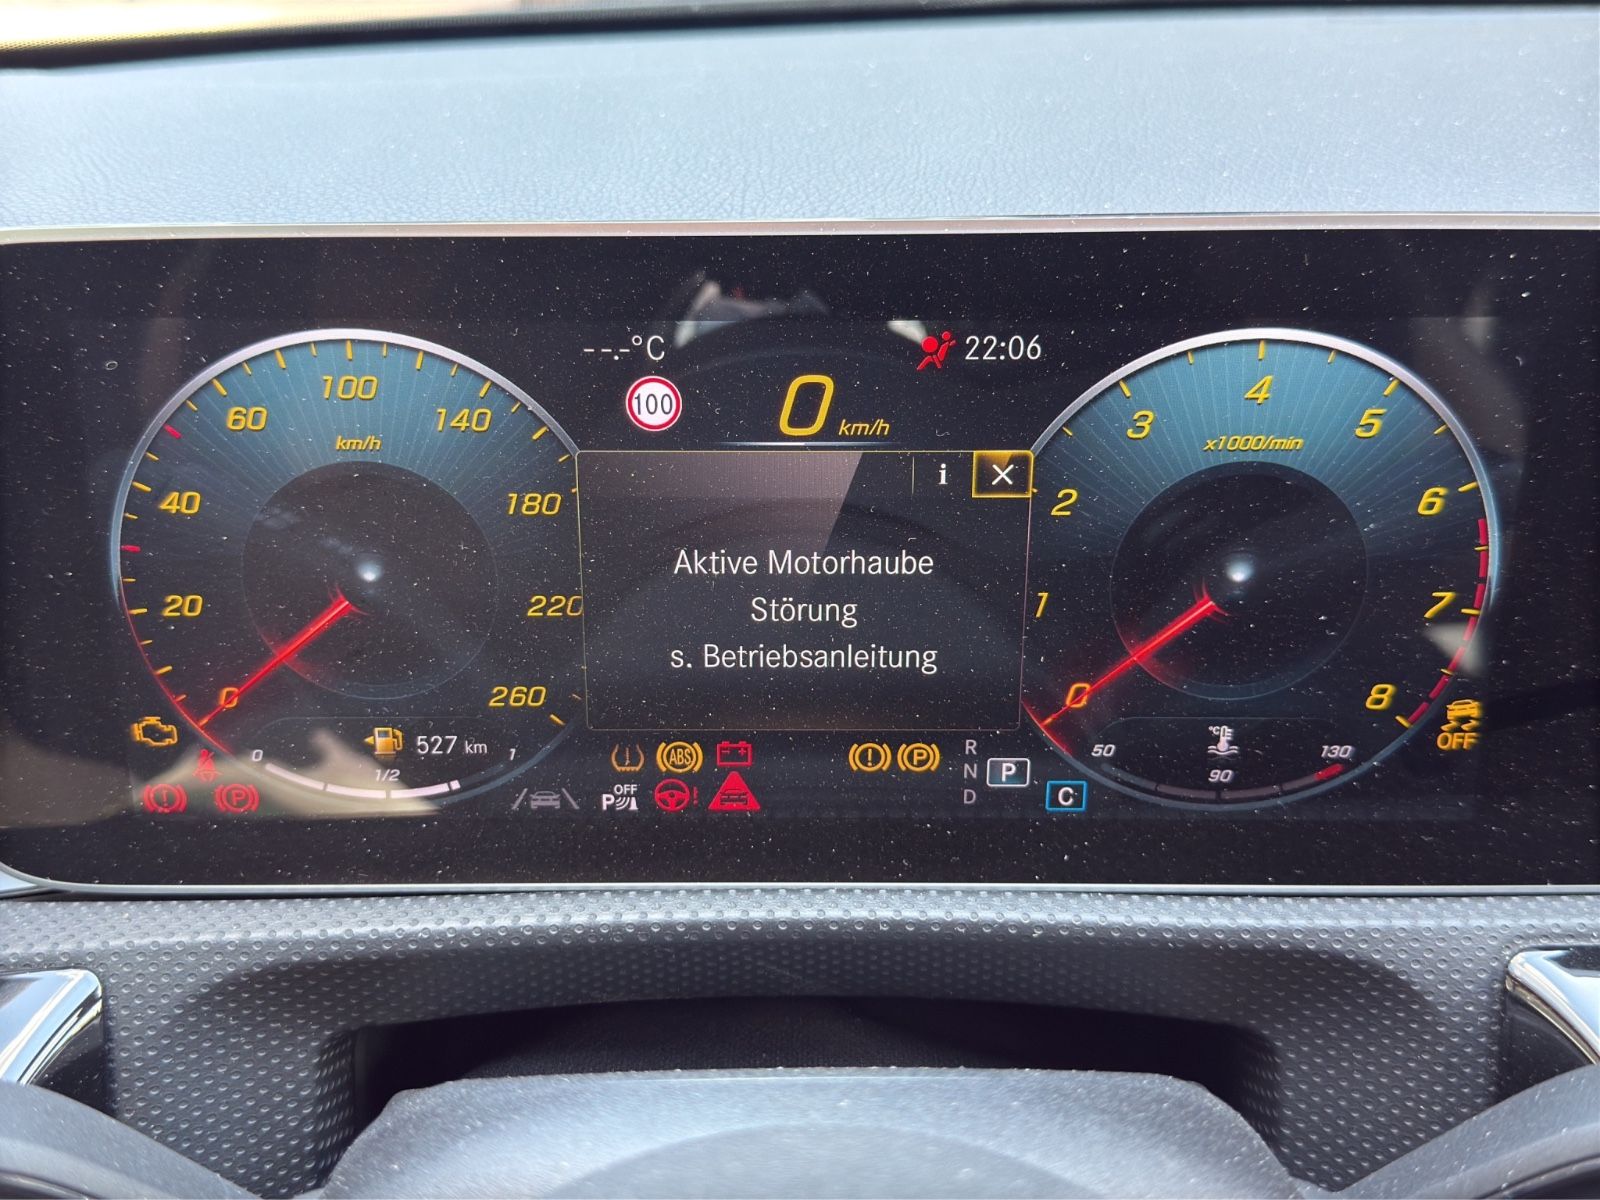 --.-°C
22:06
100
0 km/h
i
Aktive Motorhaube
Störung
s. Betriebsanleitung
0
20
40
60
100
140
180
220
260
km/h
0
1/2
1
527 km
0
1
2
3
4
5
6
7
8
x1000/min
°C
50
90
130
ABS
P
OFF
P
P
R
N
D
P
C
OFF